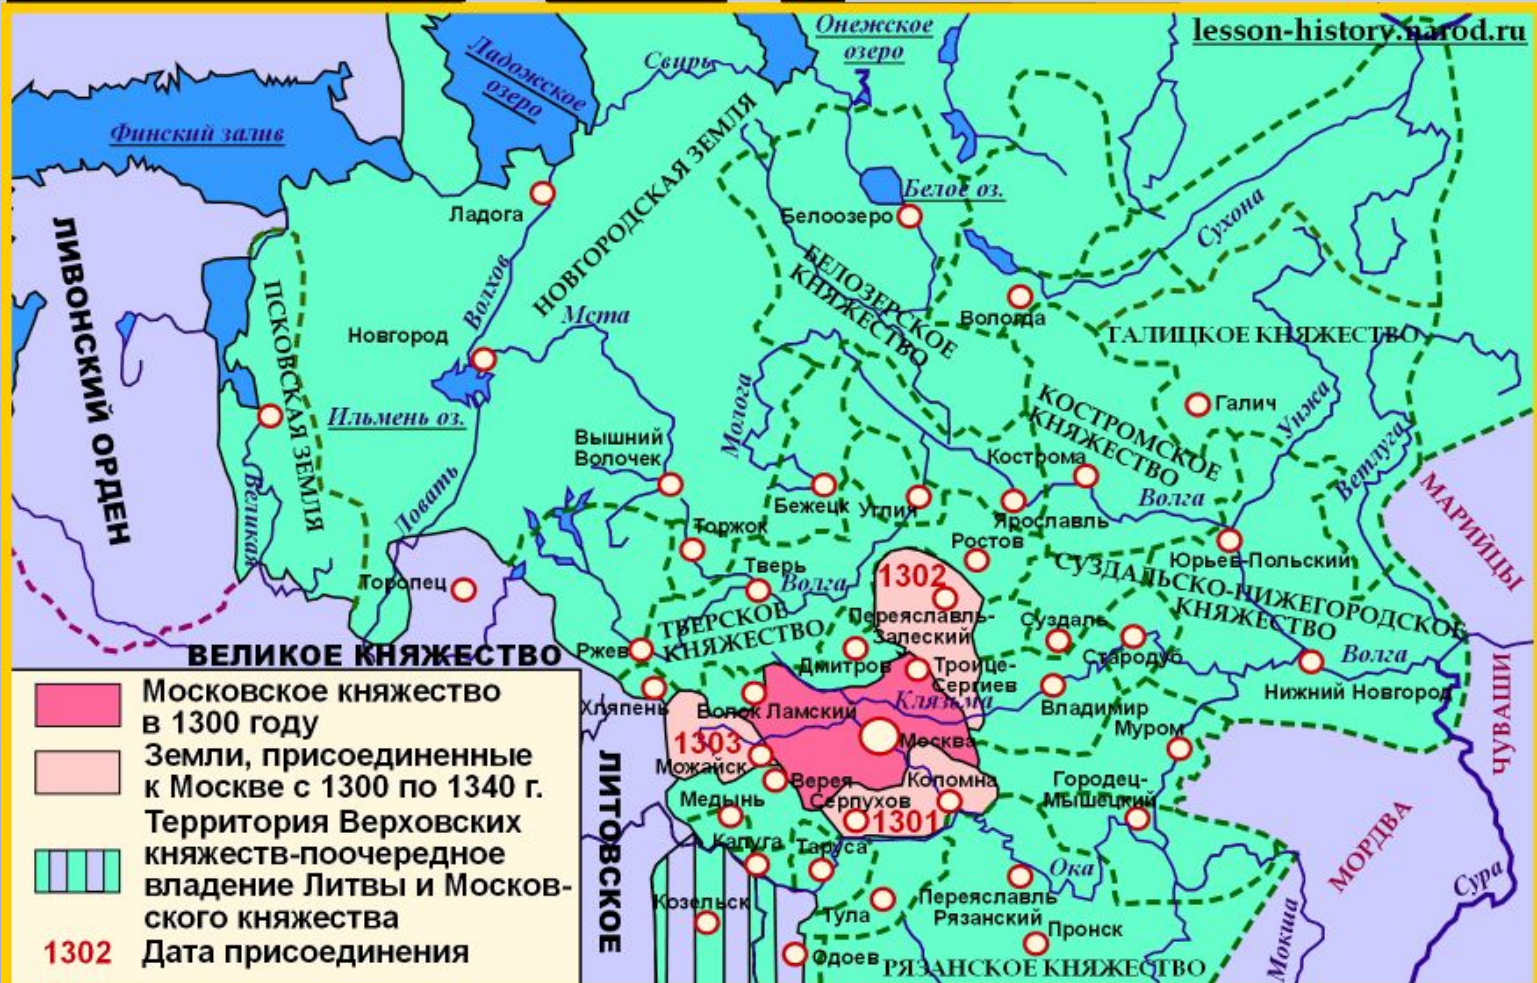 lesson-history.narod.ru
Онежское
озеро
Ладожское
озеро
Свирь
Финский залив
Белое оз.
Белоозеро
Ладога
Сухона
НОВГОРОДСКАЯ ЗЕМЛЯ
Волхов
ЛИВОНСКИЙ ОРДЕН
ПСКОВСКАЯ ЗЕМЛЯ
БЕЛОЗЕРСКОЕ
КНЯЖЕСТВО
Вологда
Мста
Новгород
ГАЛИЦКОЕ КНЯЖЕСТВО
Ильмень оз.
Молога
Галич
Унжа
КОСТРОМСКОЕ
КНЯЖЕСТВО
Вышний
Волочек
Кострома
Ветлуга
Волга
МАРИЙЦЫ
Великая
Ловать
Бежецк
Углич
Ярославль
Торжок
Ростов
Юрьев-Польский
Торопец
Тверь
Волга
1302
СУЗДАЛЬСКО-НИЖЕГОРОДСКОЕ
КНЯЖЕСТВО
Переяславль-
Залеский
Суздаль
ТВЕРСКОЕ
КНЯЖЕСТВО
Ржев
Дмитров
Троице-
Сергиев
Стародуб
Волга
Нижний Новгород
ЧУВАШИ
ВЕЛИКОЕ КНЯЖЕСТВО
ЛИТОВСКОЕ
Хляпень
Волок Ламский
Клязьма
Владимир
Муром
1303
Можайск
Москва
Верея
Коломна
Городец-
Мышецкий
Медынь
Серпухов
1301
Калуга
Таруса
Ока
МОРДВА
Сура
Козельск
Тула
Переяславль
Рязанский
Пронск
Одоев
РЯЗАНСКОЕ КНЯЖЕСТВО
Мокша
Московское княжество
в 1300 году
Земли, присоединенные
к Москве с 1300 по 1340 г.
Территория Верховских
княжеств-поочередное
владение Литвы и Москов-
ского княжества
1302 Дата присоединения